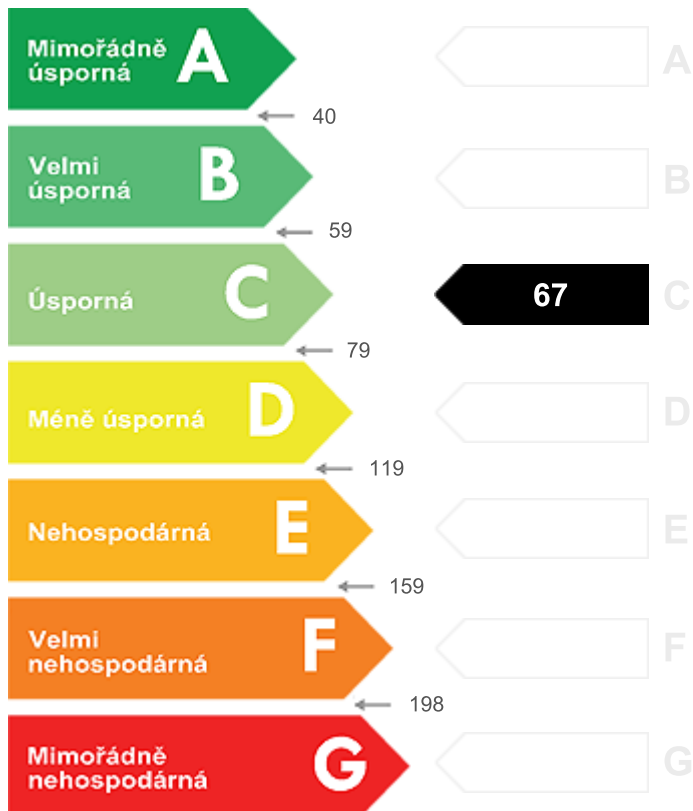 Mimořádně
úsporná
A
A
40
Velmi
úsporná
B
B
59
Úsporná
C
67
C
79
Méně úsporná
D
D
119
Nehospodárná
E
E
159
Velmi
nehospodárná
F
F
198
Mimořádně
nehospodárná
G
G